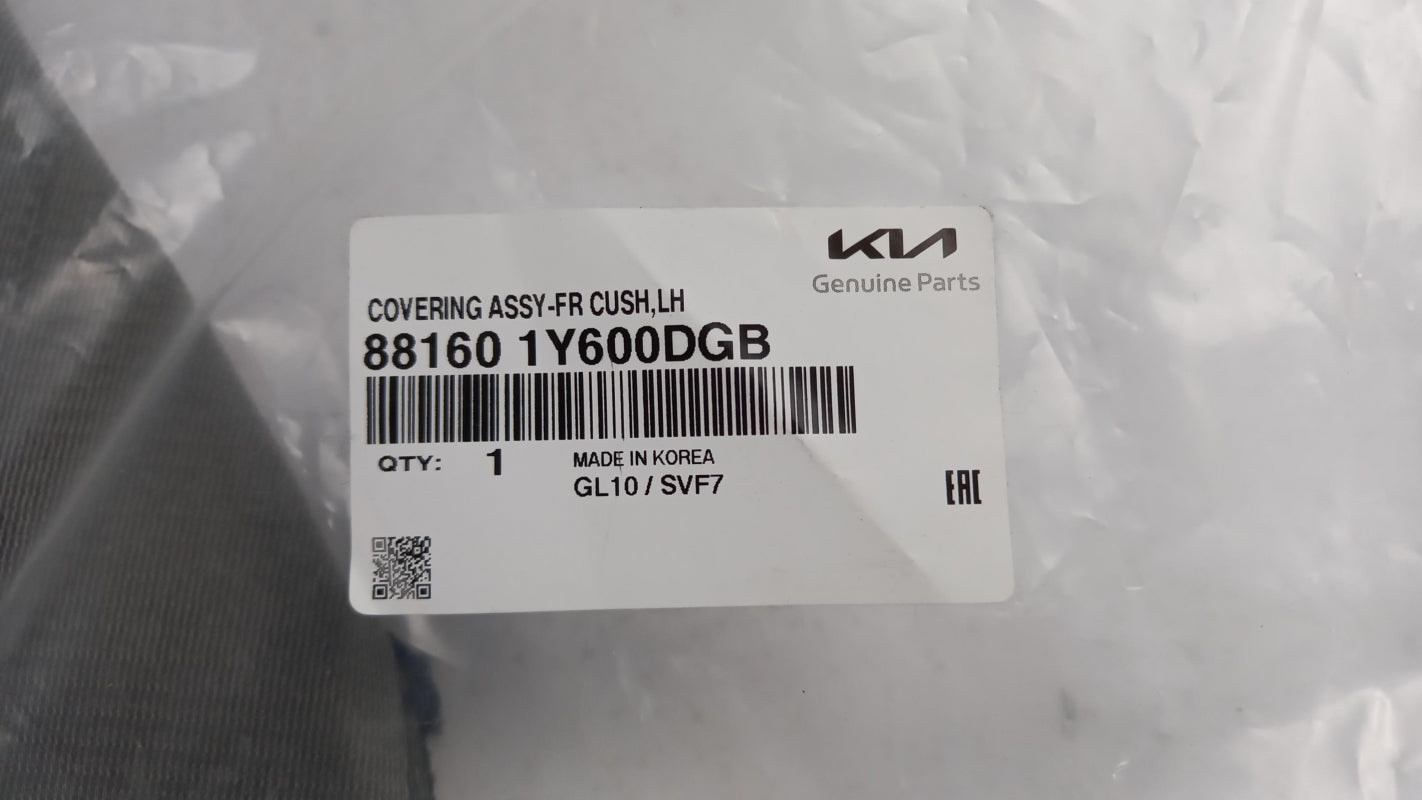 KIA
Genuine Parts
COVERING ASSY-FR CUSH,LH
88160 1Y600DGB
QTY: 1
MADE IN KOREA
GL10 / SVF7
EAC